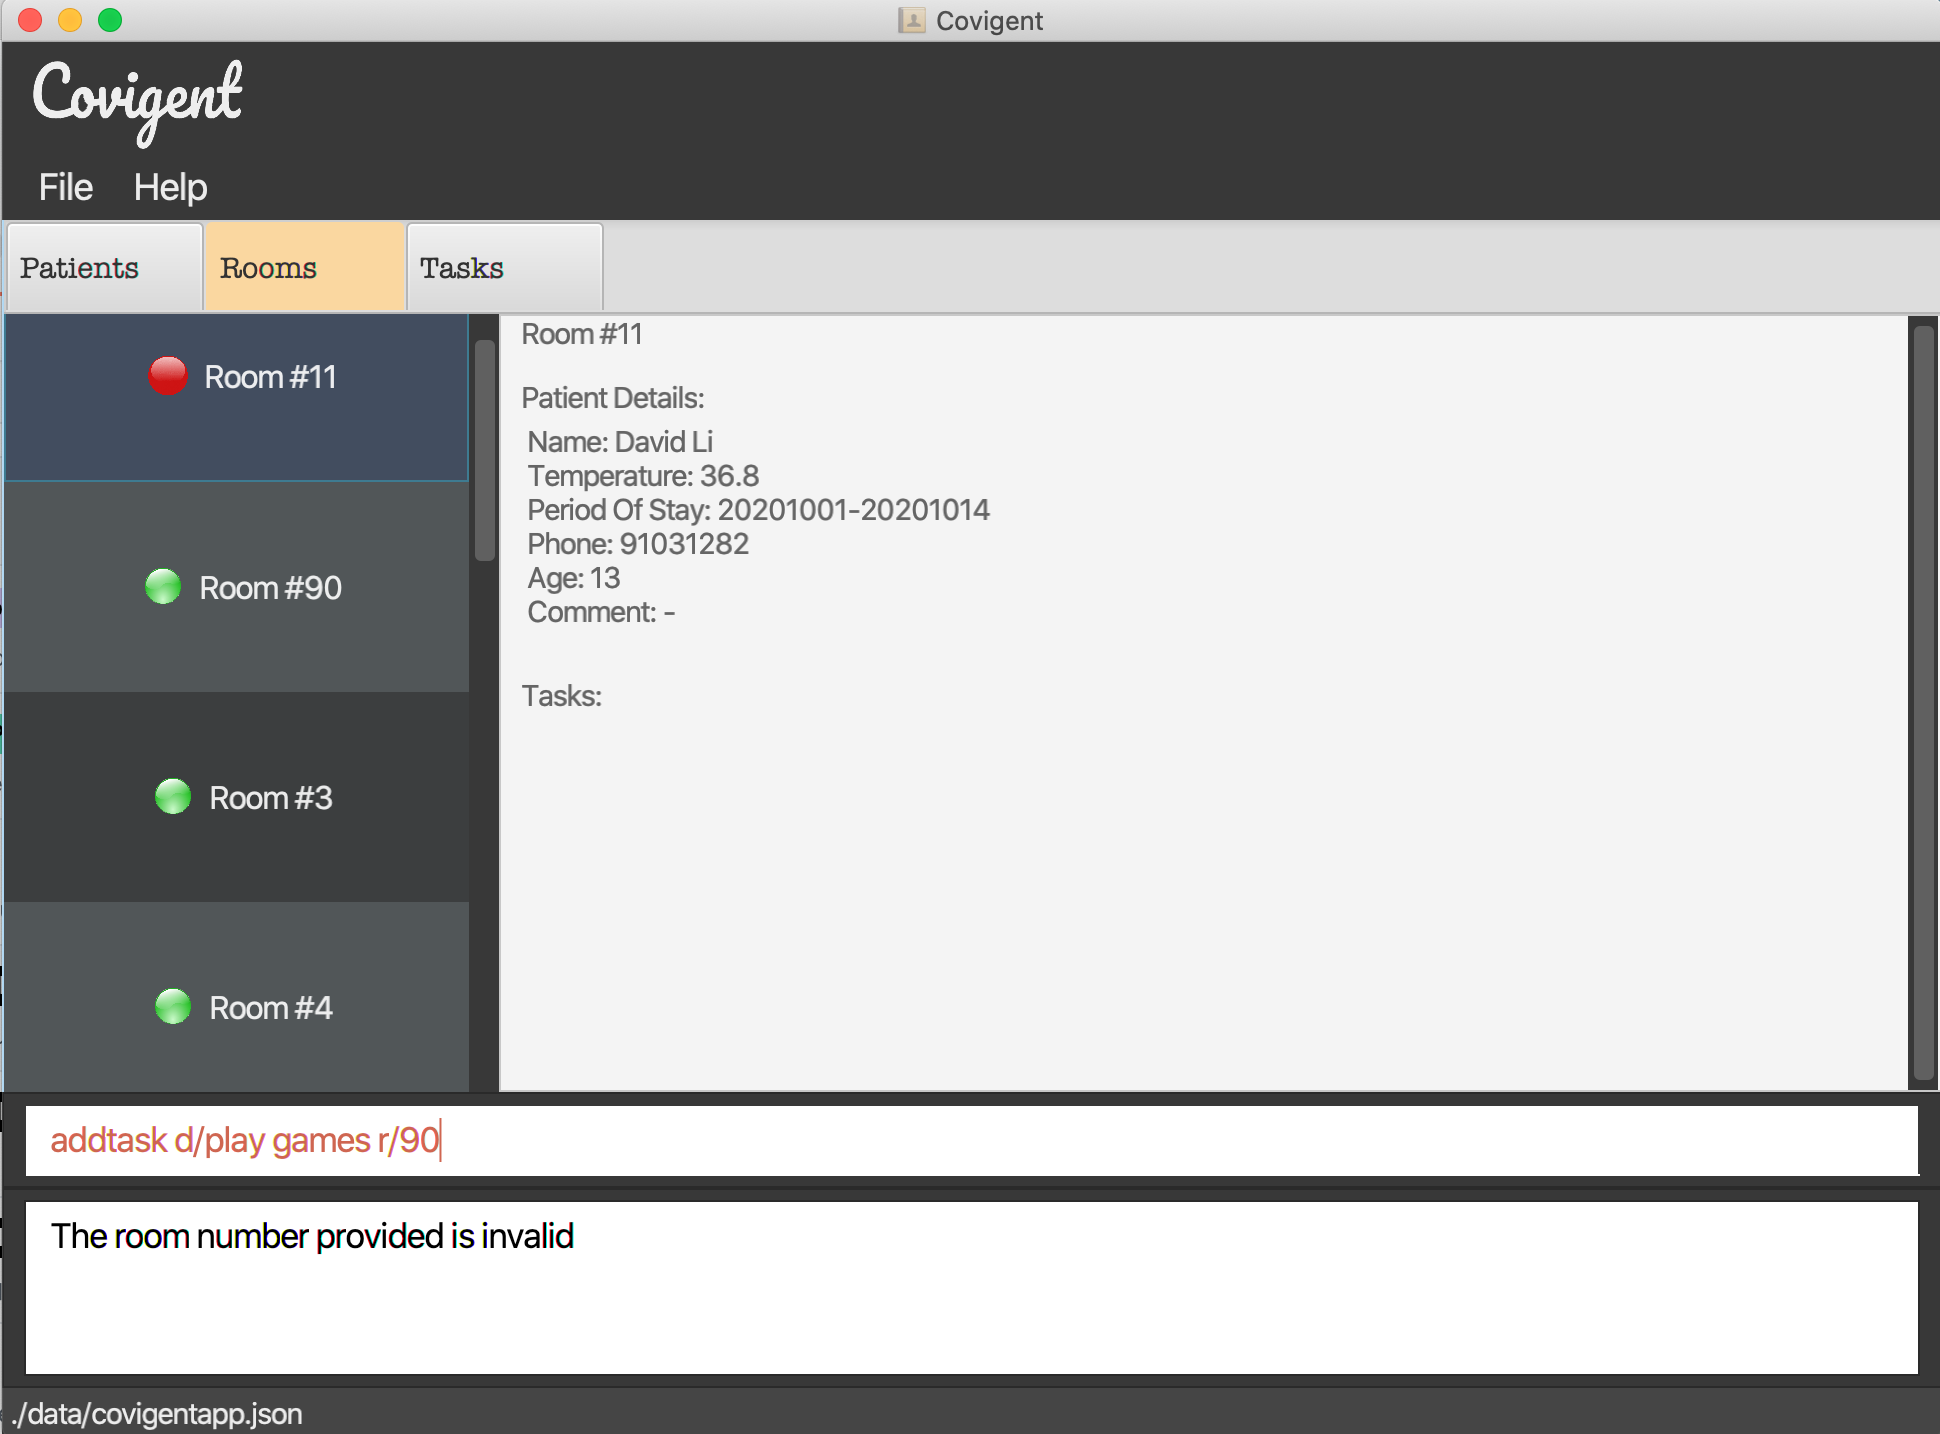 Covigent
Covigent
File Help
Patients Rooms Tasks
Room #11
Room #90
Room #3
Room #4
Room #11
Patient Details:
Name: David Li
Temperature: 36.8
Period Of Stay: 20201001-20201014
Phone: 91031282
Age: 13
Comment: -
Tasks:
addtask d/play games r/90
The room number provided is invalid
./data/covigentapp.json